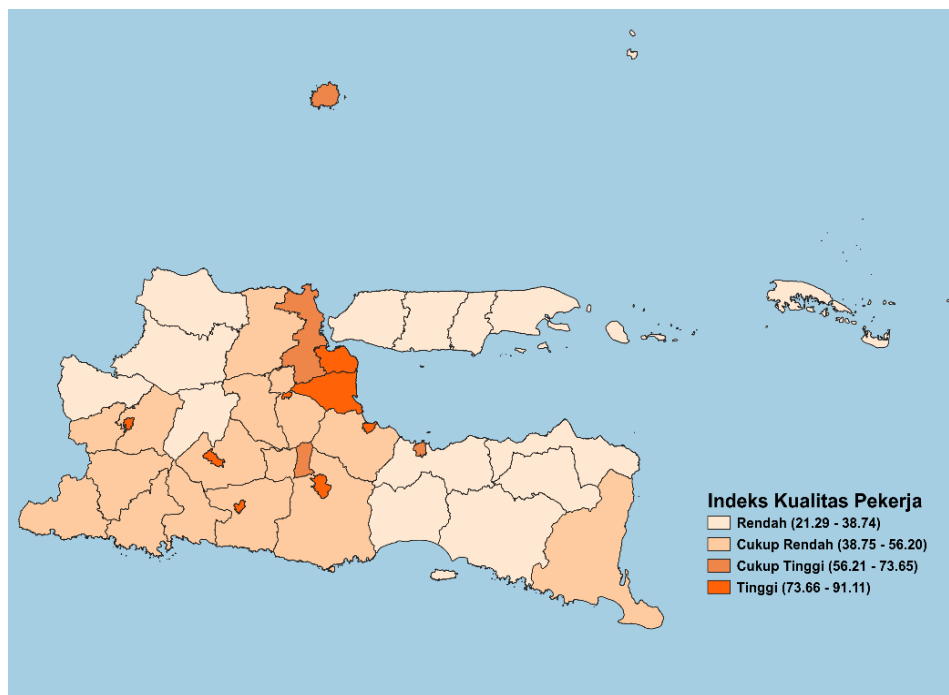 Indeks Kualitas Pekerja
Rendah (21.29 - 38.74)
Cukup Rendah (38.75 - 56.20)
Cukup Tinggi (56.21 - 73.65)
Tinggi (73.66 - 91.11)